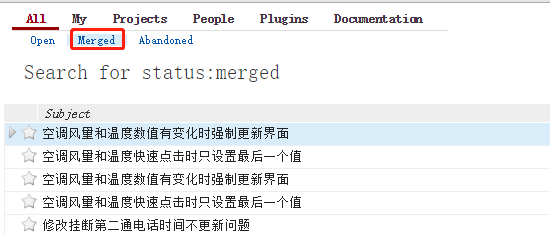 All My Projects People Plugins Documentation
Open Merged Abandoned
Search for status:merged
Subject
空调风量和温度数值有变化时强制更新界面
空调风量和温度快速点击时只设置最后一个值
空调风量和温度数值有变化时强制更新界面
空调风量和温度快速点击时只设置最后一个值
修改挂断第二通电话时间不更新问题